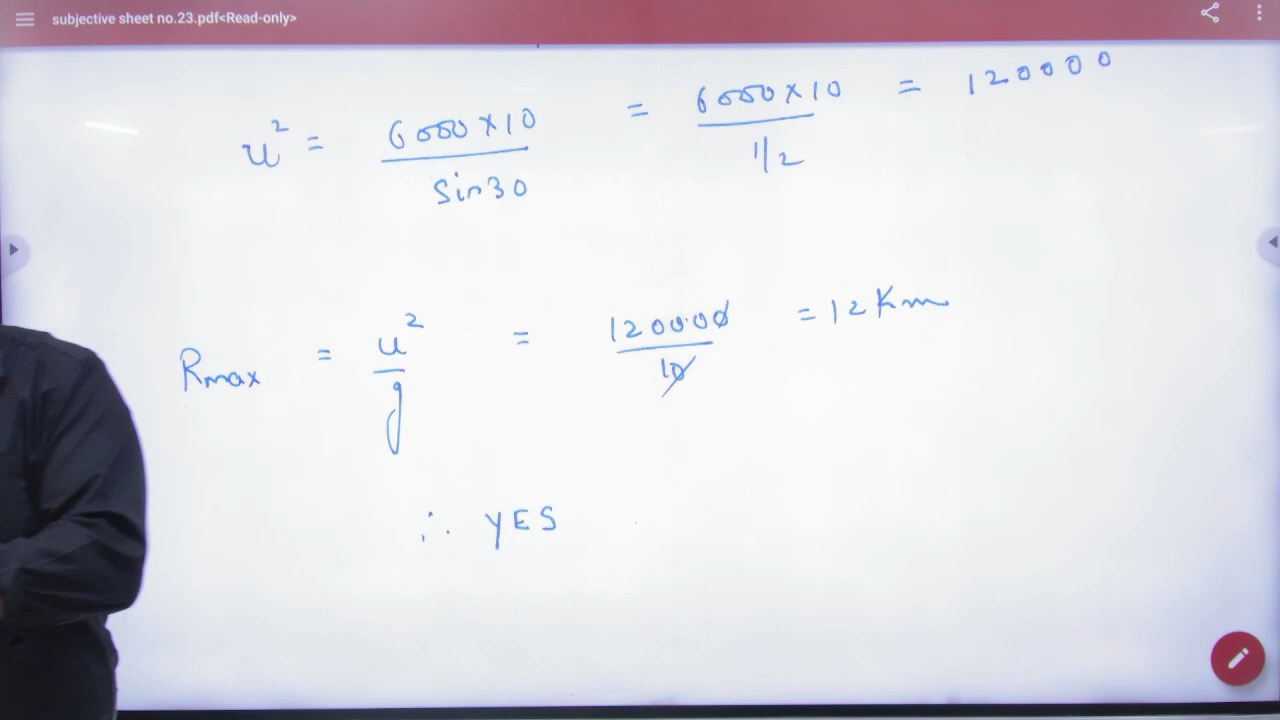 subjective sheet no.23.pdf<Read-only>
u² = 6000×10 / sin30 = 6000×10 / 1/2 = 120000
Rmax = u² / g = 120000 / 10 = 12 Km
∴ YES